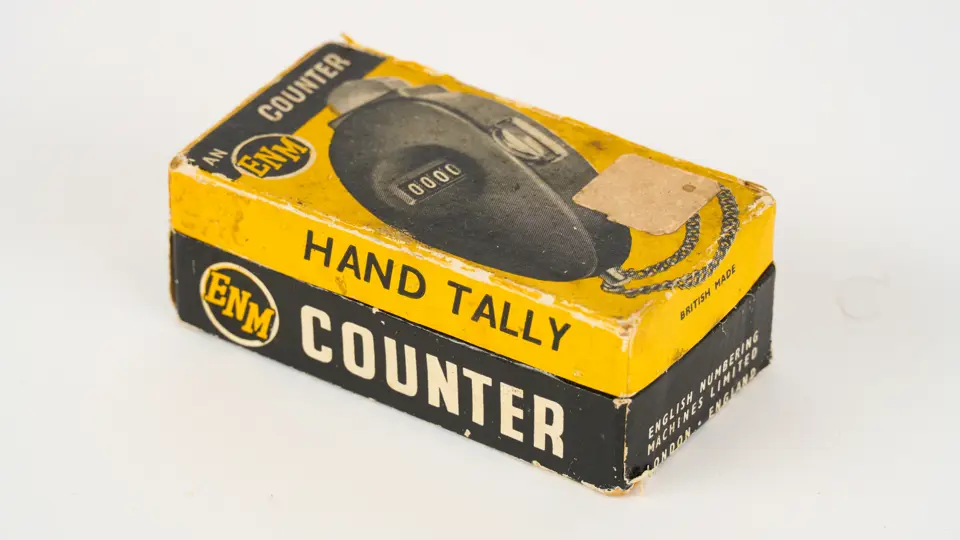 AN ENM COUNTER
0000
HAND TALLY
BRITISH MADE
ENM COUNTER
ENGLISH NUMBERING
MACHINES LIMITED
LONDON · ENGLAND